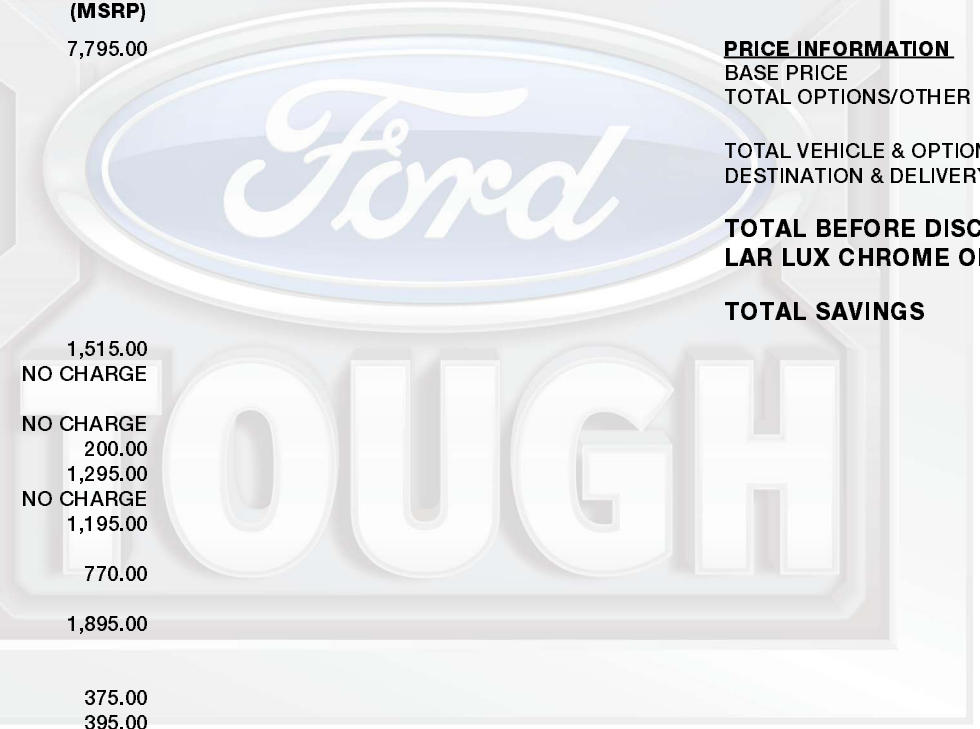 (MSRP)
7,795.00
1,515.00
NO CHARGE
NO CHARGE
200.00
1,295.00
NO CHARGE
1,195.00
770.00
1,895.00
375.00
395.00
Ford
TOUGH
PRICE INFORMATION
BASE PRICE
TOTAL OPTIONS/OTHER
TOTAL VEHICLE & OPTION
DESTINATION & DELIVERY
TOTAL BEFORE DISC
LAR LUX CHROME O
TOTAL SAVINGS